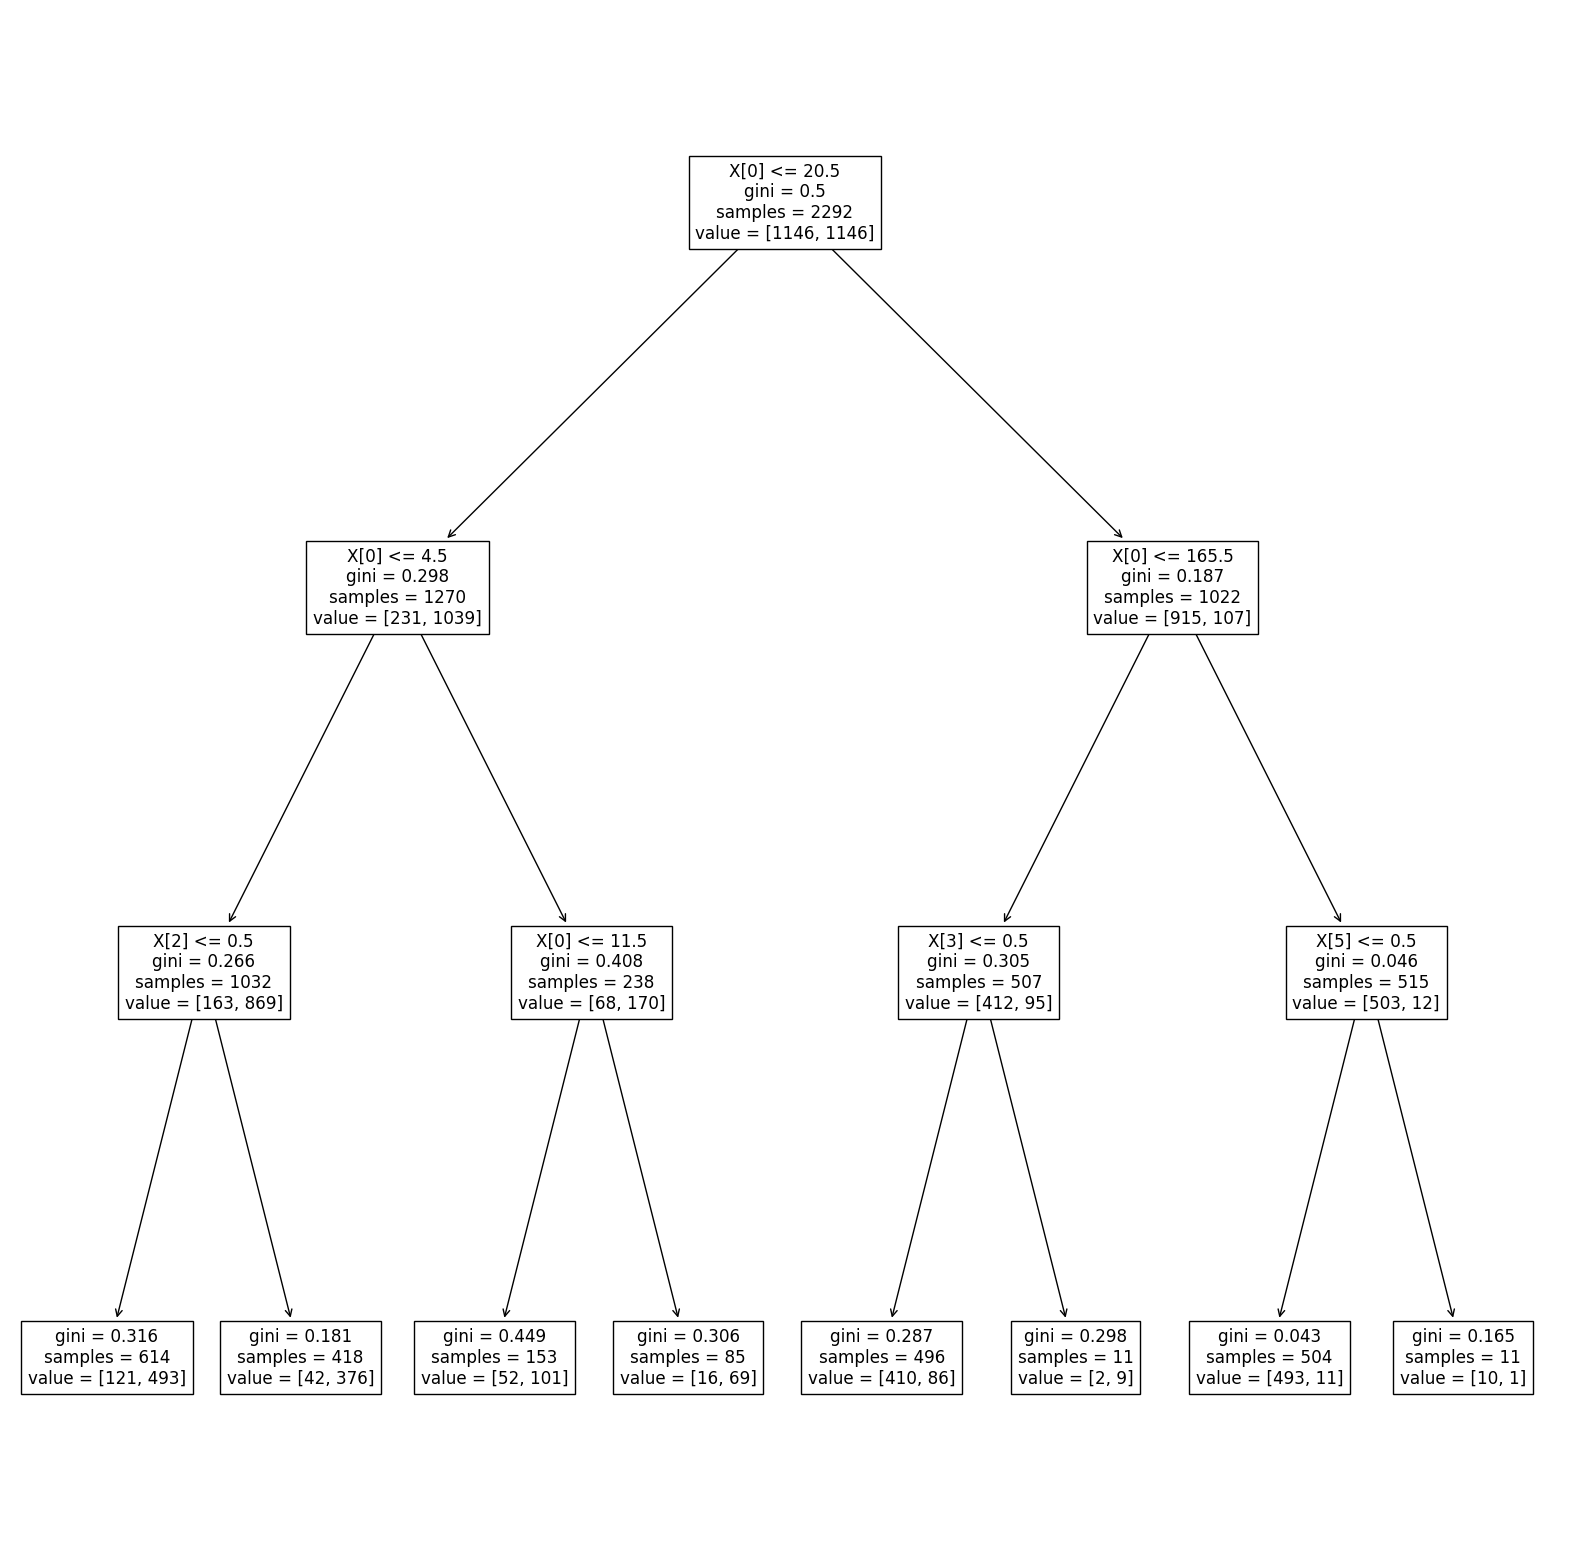 X[0] <= 20.5
gini = 0.5
samples = 2292
value = [1146, 1146]
X[0] <= 4.5
gini = 0.298
samples = 1270
value = [231, 1039]
X[0] <= 165.5
gini = 0.187
samples = 1022
value = [915, 107]
X[2] <= 0.5
gini = 0.266
samples = 1032
value = [163, 869]
X[0] <= 11.5
gini = 0.408
samples = 238
value = [68, 170]
X[3] <= 0.5
gini = 0.305
samples = 507
value = [412, 95]
X[5] <= 0.5
gini = 0.046
samples = 515
value = [503, 12]
gini = 0.316
samples = 614
value = [121, 493]
gini = 0.181
samples = 418
value = [42, 376]
gini = 0.449
samples = 153
value = [52, 101]
gini = 0.306
samples = 85
value = [16, 69]
gini = 0.287
samples = 496
value = [410, 86]
gini = 0.298
samples = 11
value = [2, 9]
gini = 0.043
samples = 504
value = [493, 11]
gini = 0.165
samples = 11
value = [10, 1]